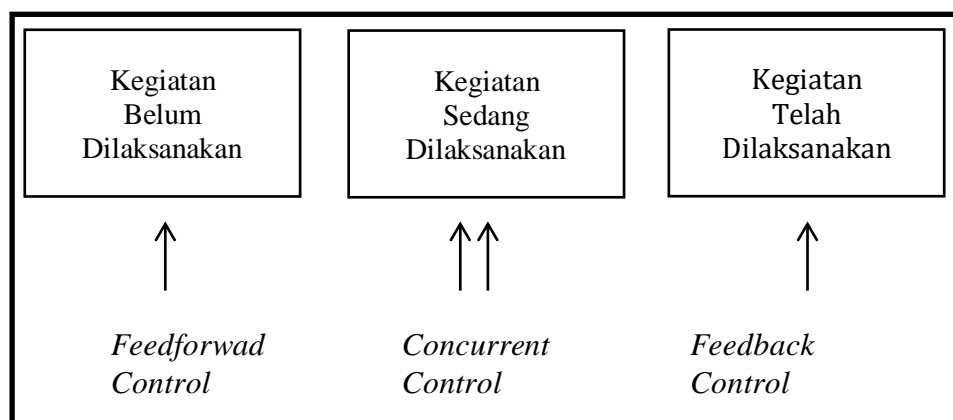 Kegiatan
Belum
Dilaksanakan
Kegiatan
Sedang
Dilaksanakan
Kegiatan
Telah
Dilaksanakan
Feedforwad
Control
Concurrent
Control
Feedback
Control